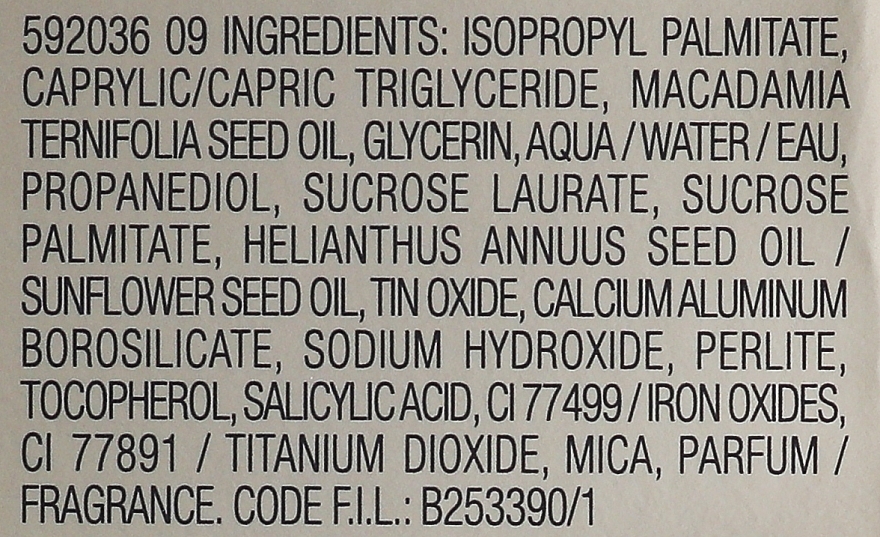 592036 09 INGREDIENTS: ISOPROPYL PALMITATE,
CAPRYLIC/CAPRIC TRIGLYCERIDE, MACADAMIA
TERNIFOLIA SEED OIL, GLYCERIN, AQUA / WATER / EAU,
PROPANEDIOL, SUCROSE LAURATE, SUCROSE
PALMITATE, HELIANTHUS ANNUUS SEED OIL /
SUNFLOWER SEED OIL, TIN OXIDE, CALCIUM ALUMINUM
BOROSILICATE, SODIUM HYDROXIDE, PERLITE,
TOCOPHEROL, SALICYLIC ACID, CI 77499 / IRON OXIDES,
CI 77891 / TITANIUM DIOXIDE, MICA, PARFUM /
FRAGRANCE. CODE F.I.L.: B253390/1